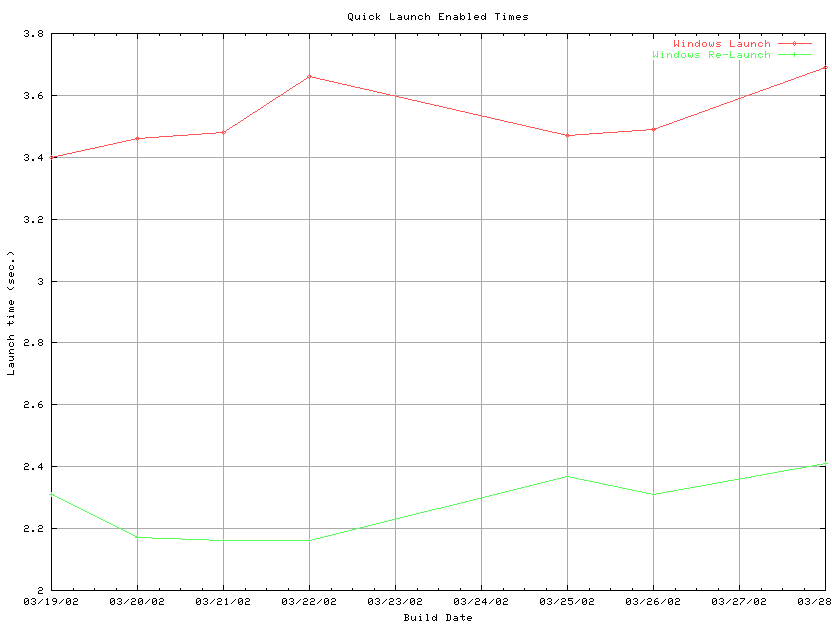 Quick Launch Enabled Times
3.8
Windows Launch
Windows Re-Launch
3.6
3.4
3.2
3
Launch time (sec.)
2.8
2.6
2.4
2.2
2
03/19/02 03/20/02 03/21/02 03/22/02 03/23/02 03/24/02 03/25/02 03/26/02 03/27/02 03/28
Build Date